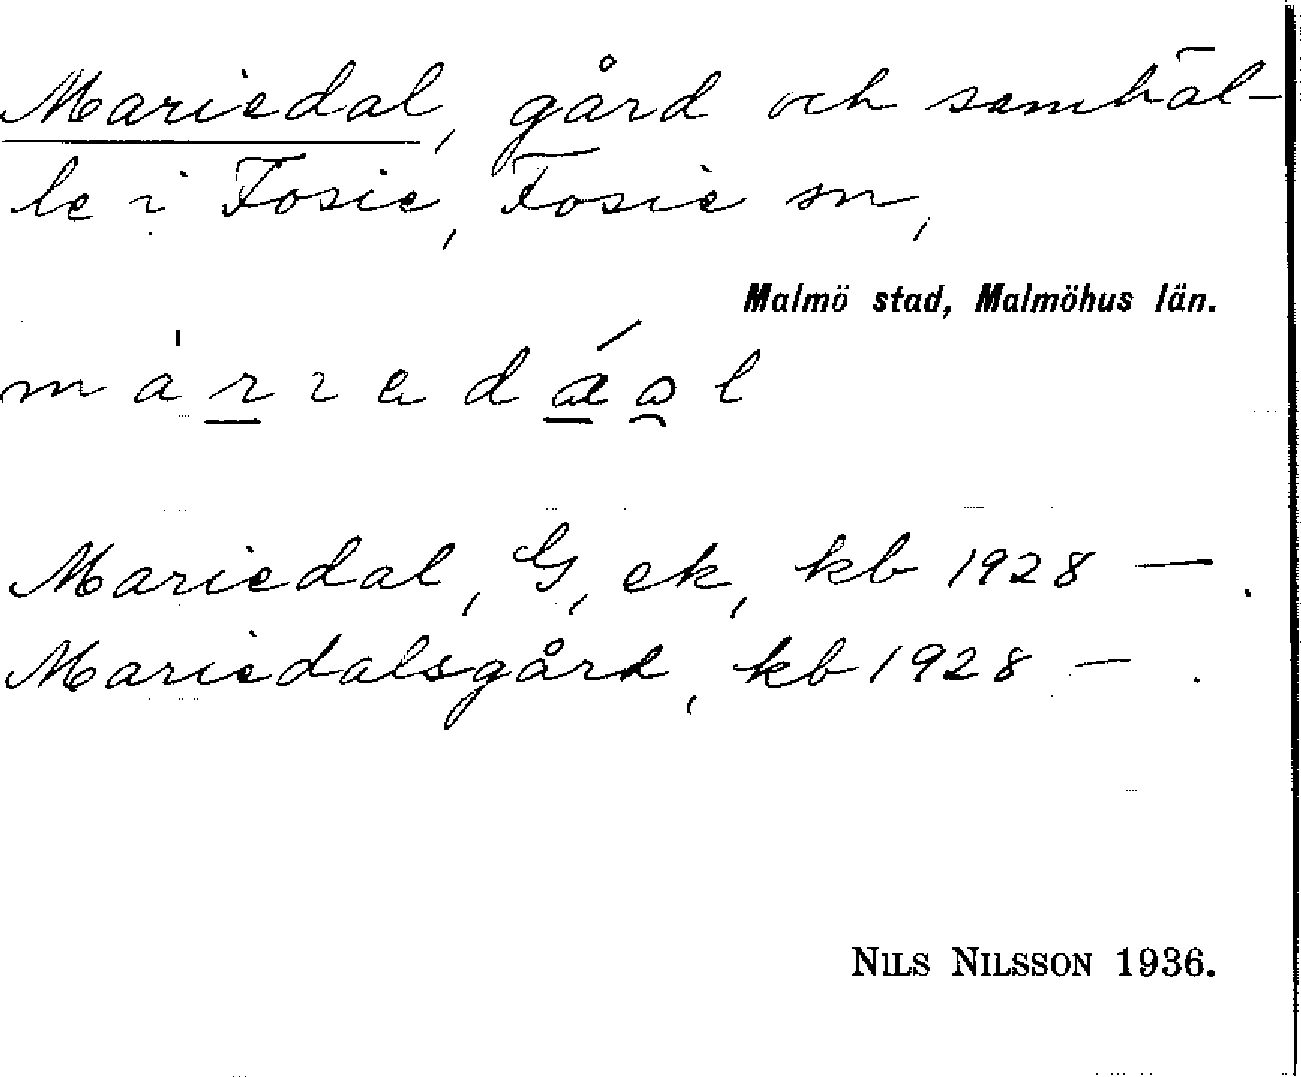 Mariedal, gård och samhäl-
le i Fosie, Fosie sn,
Malmö stad, Malmöhus län.
Mariedal, G, ek, kb 1928 — .
Mariedalsgård, kb 1928 — .
NILS NILSSON 1936.